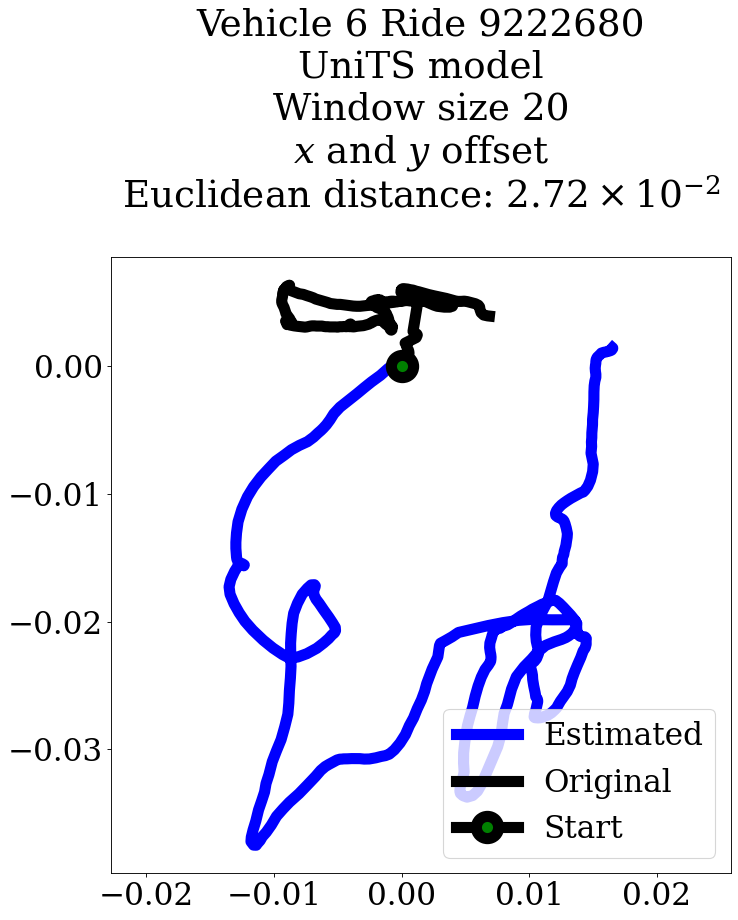 Vehicle 6 Ride 9222680
UniTS model
Window size 20
x and y offset
Euclidean distance: 2.72 × 10⁻²
0.00
−0.01
−0.02
−0.03
Estimated
Original
Start
−0.02 −0.01 0.00 0.01 0.02